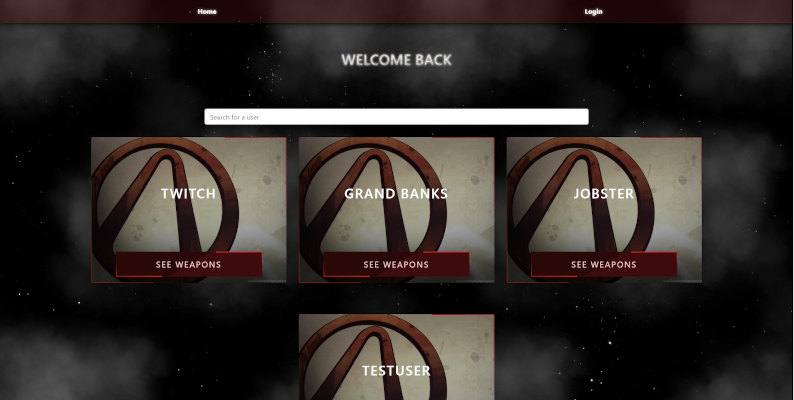 Home
Login
WELCOME BACK
Search for a user
TWITCH
GRAND BANKS
JOBSTER
SEE WEAPONS
SEE WEAPONS
SEE WEAPONS
TESTUSER